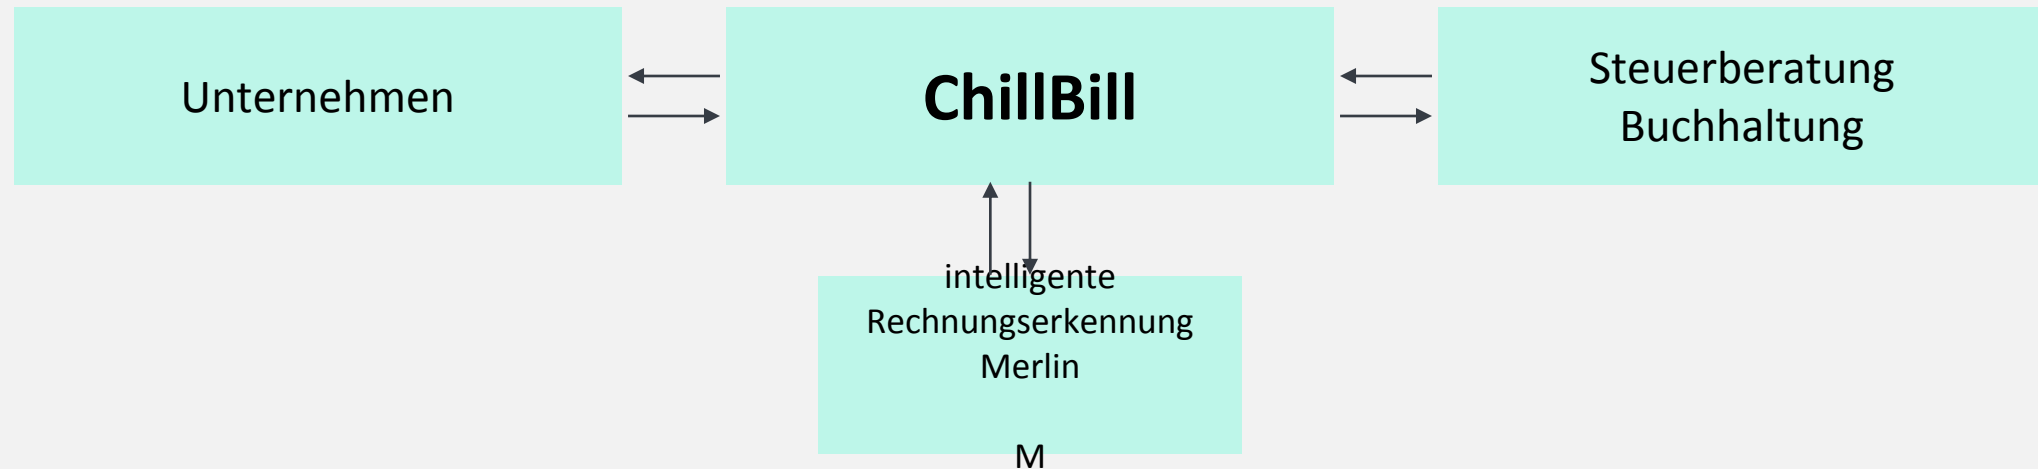 Unternehmen
ChillBill
Steuerberatung
Buchhaltung
intelligente
Rechnungserkennung
Merlin
M